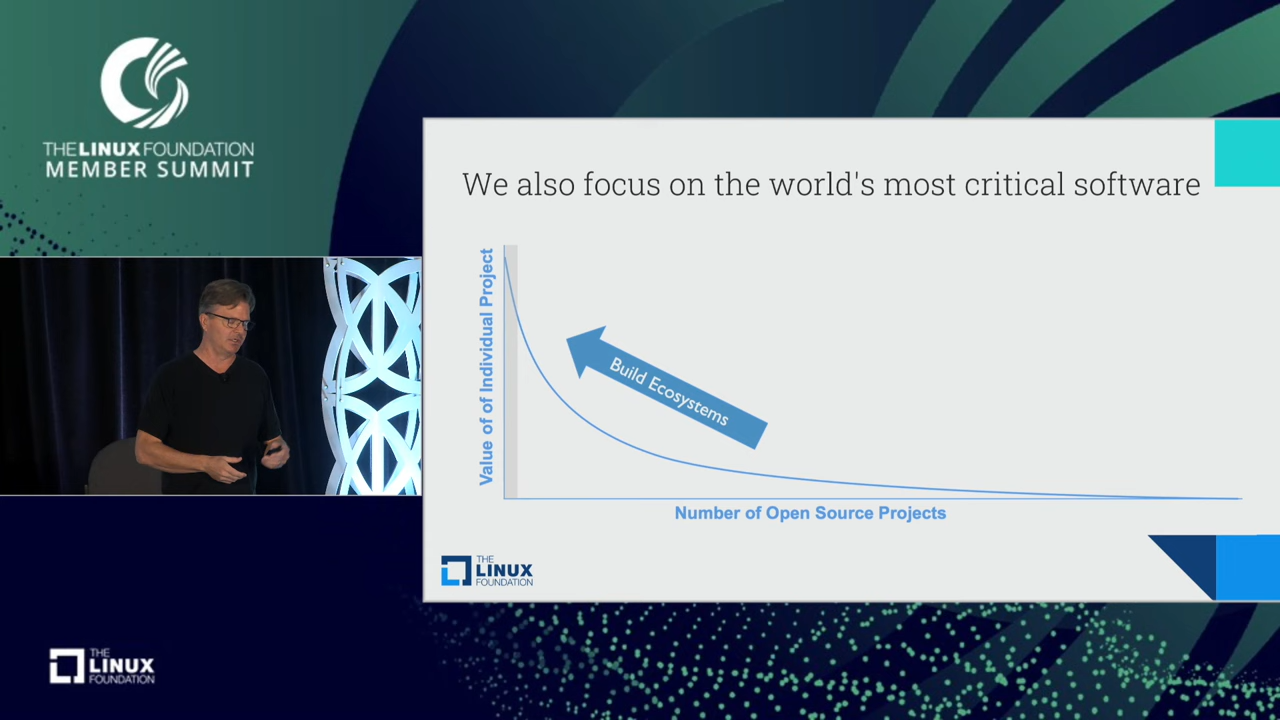 THE LINUX FOUNDATION
MEMBER SUMMIT
We also focus on the world's most critical software
Value of of Individual Project
Build Ecosystems
Number of Open Source Projects
THE
LINUX
FOUNDATION
THE
LINUX
FOUNDATION